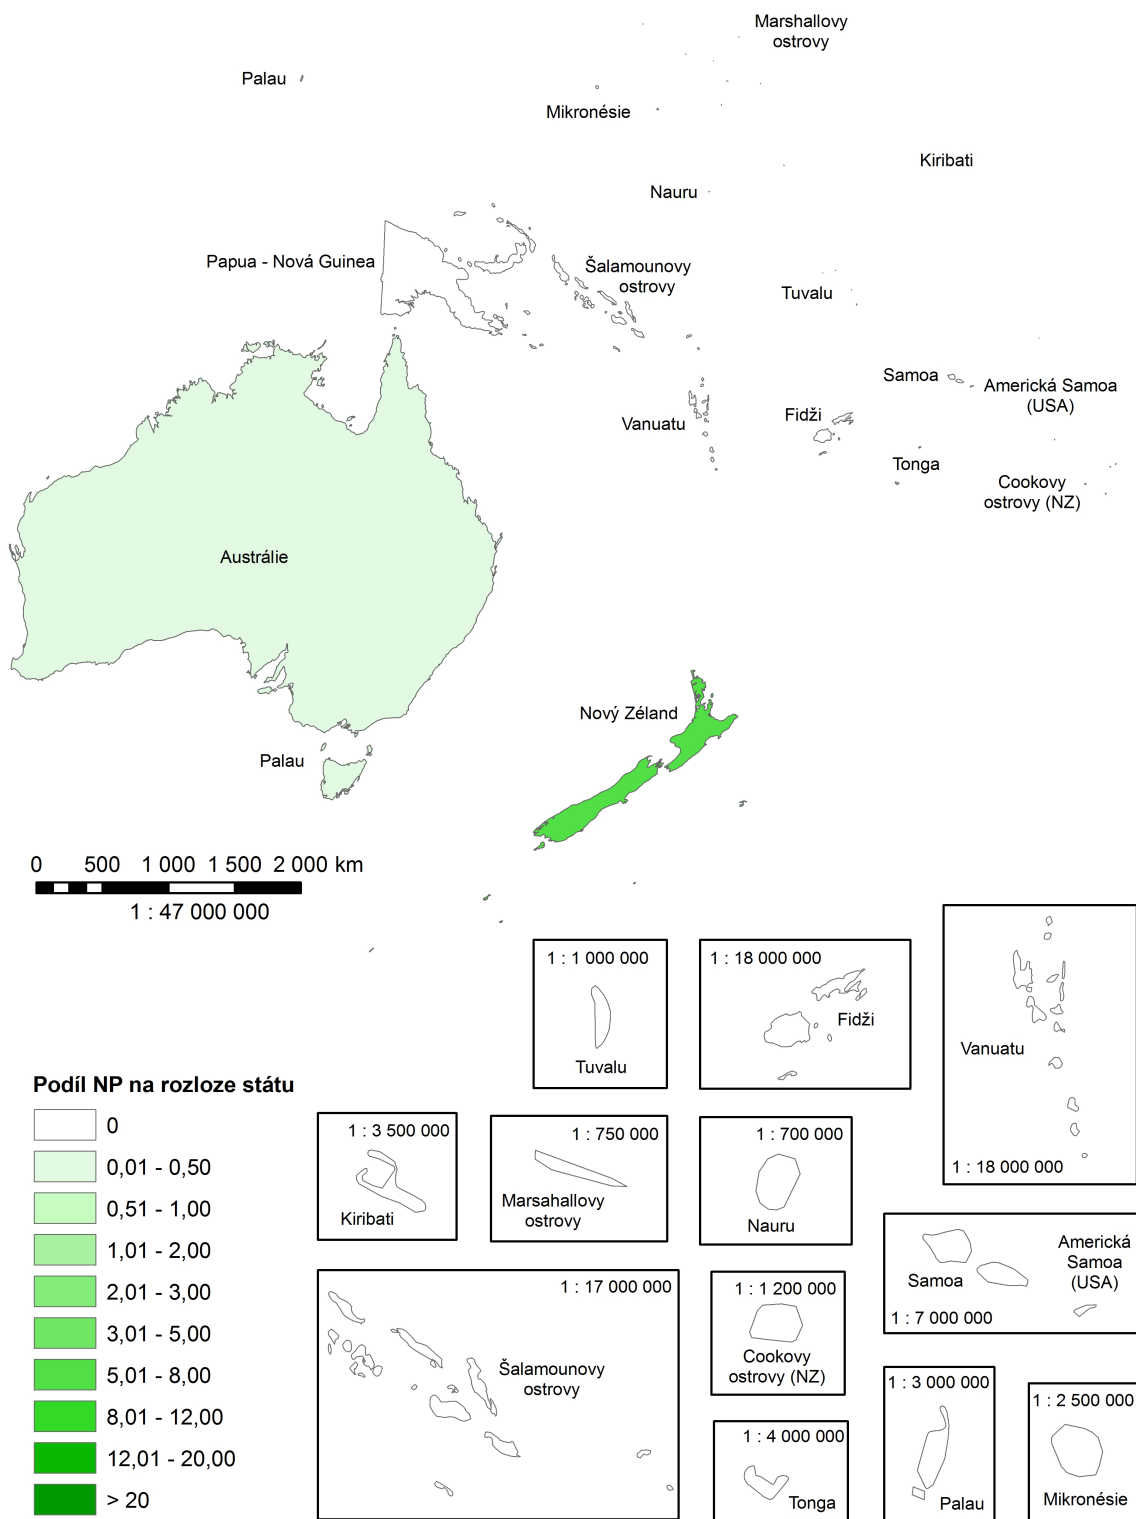 Marshallovy
ostrovy
Palau
Mikronésie
Kiribati
Nauru
Papua - Nová Guinea
Šalamounovy
ostrovy
Tuvalu
Samoa
Americká Samoa
(USA)
Fidži
Vanuatu
Tonga
Cookovy
ostrovy (NZ)
Austrálie
Nový Zéland
Palau
0 500 1 000 1 500 2 000 km
1 : 47 000 000
1 : 1 000 000
Tuvalu
1 : 18 000 000
Fidži
Vanuatu
1 : 18 000 000
Podíl NP na rozloze státu
0
0,01 - 0,50
0,51 - 1,00
1,01 - 2,00
2,01 - 3,00
3,01 - 5,00
5,01 - 8,00
8,01 - 12,00
12,01 - 20,00
> 20
1 : 3 500 000
Kiribati
1 : 750 000
Marsahallovy
ostrovy
1 : 700 000
Nauru
Americká
Samoa
(USA)
Samoa
1 : 7 000 000
1 : 17 000 000
Šalamounovy
ostrovy
1 : 1 200 000
Cookovy
ostrovy (NZ)
1 : 4 000 000
Tonga
1 : 3 000 000
Palau
1 : 2 500 000
Mikronésie